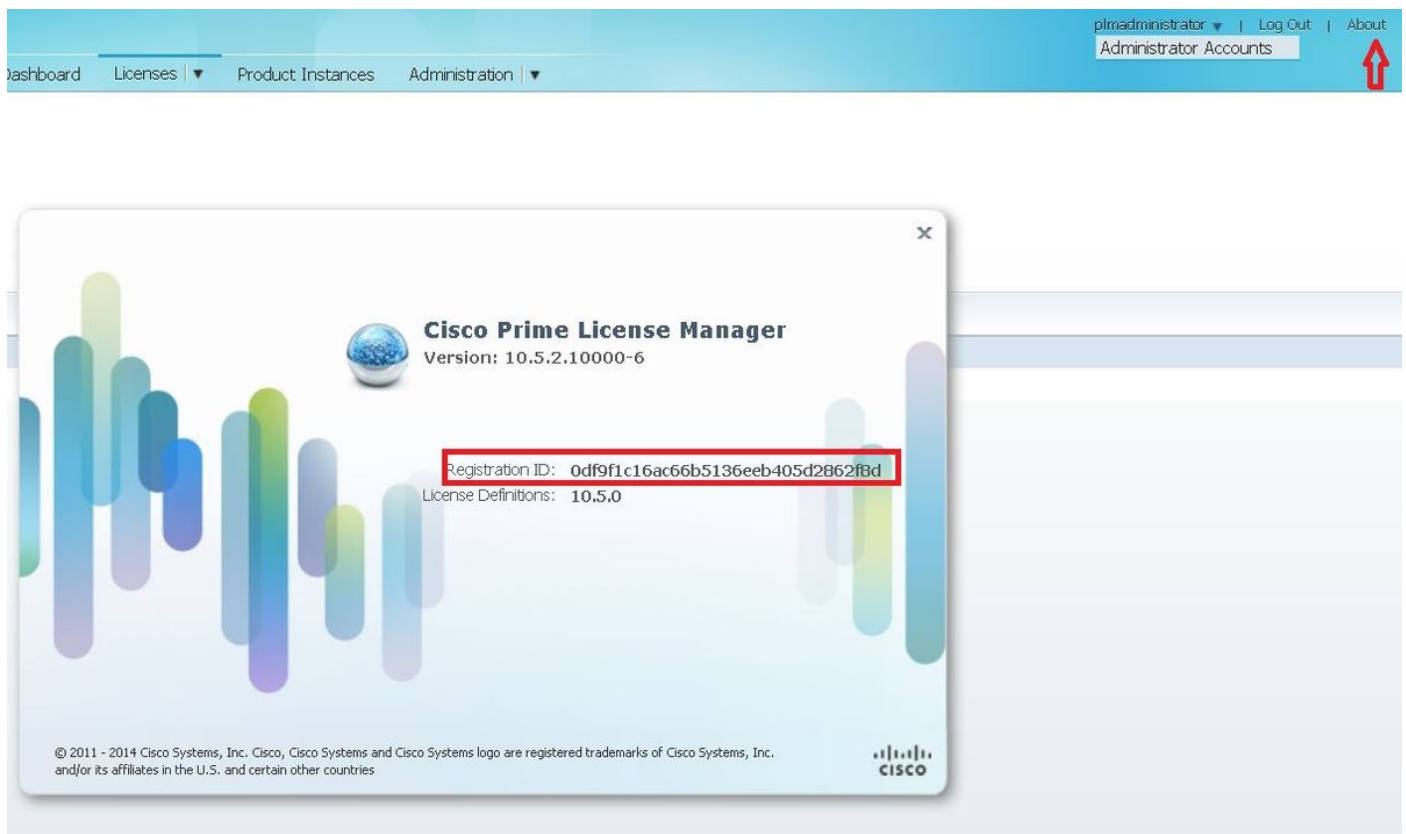 plmadministrator ▼ | Log Out | About
Administrator Accounts
Dashboard Licenses | ▼ Product Instances Administration | ▼
Cisco Prime License Manager
Version: 10.5.2.10000-6
Registration ID: 0df9f1c16ac66b5136eeb405d2862f8d
License Definitions: 10.5.0
© 2011 - 2014 Cisco Systems, Inc. Cisco, Cisco Systems and Cisco Systems logo are registered trademarks of Cisco Systems, Inc.
and/or its affiliates in the U.S. and certain other countries
CISCO